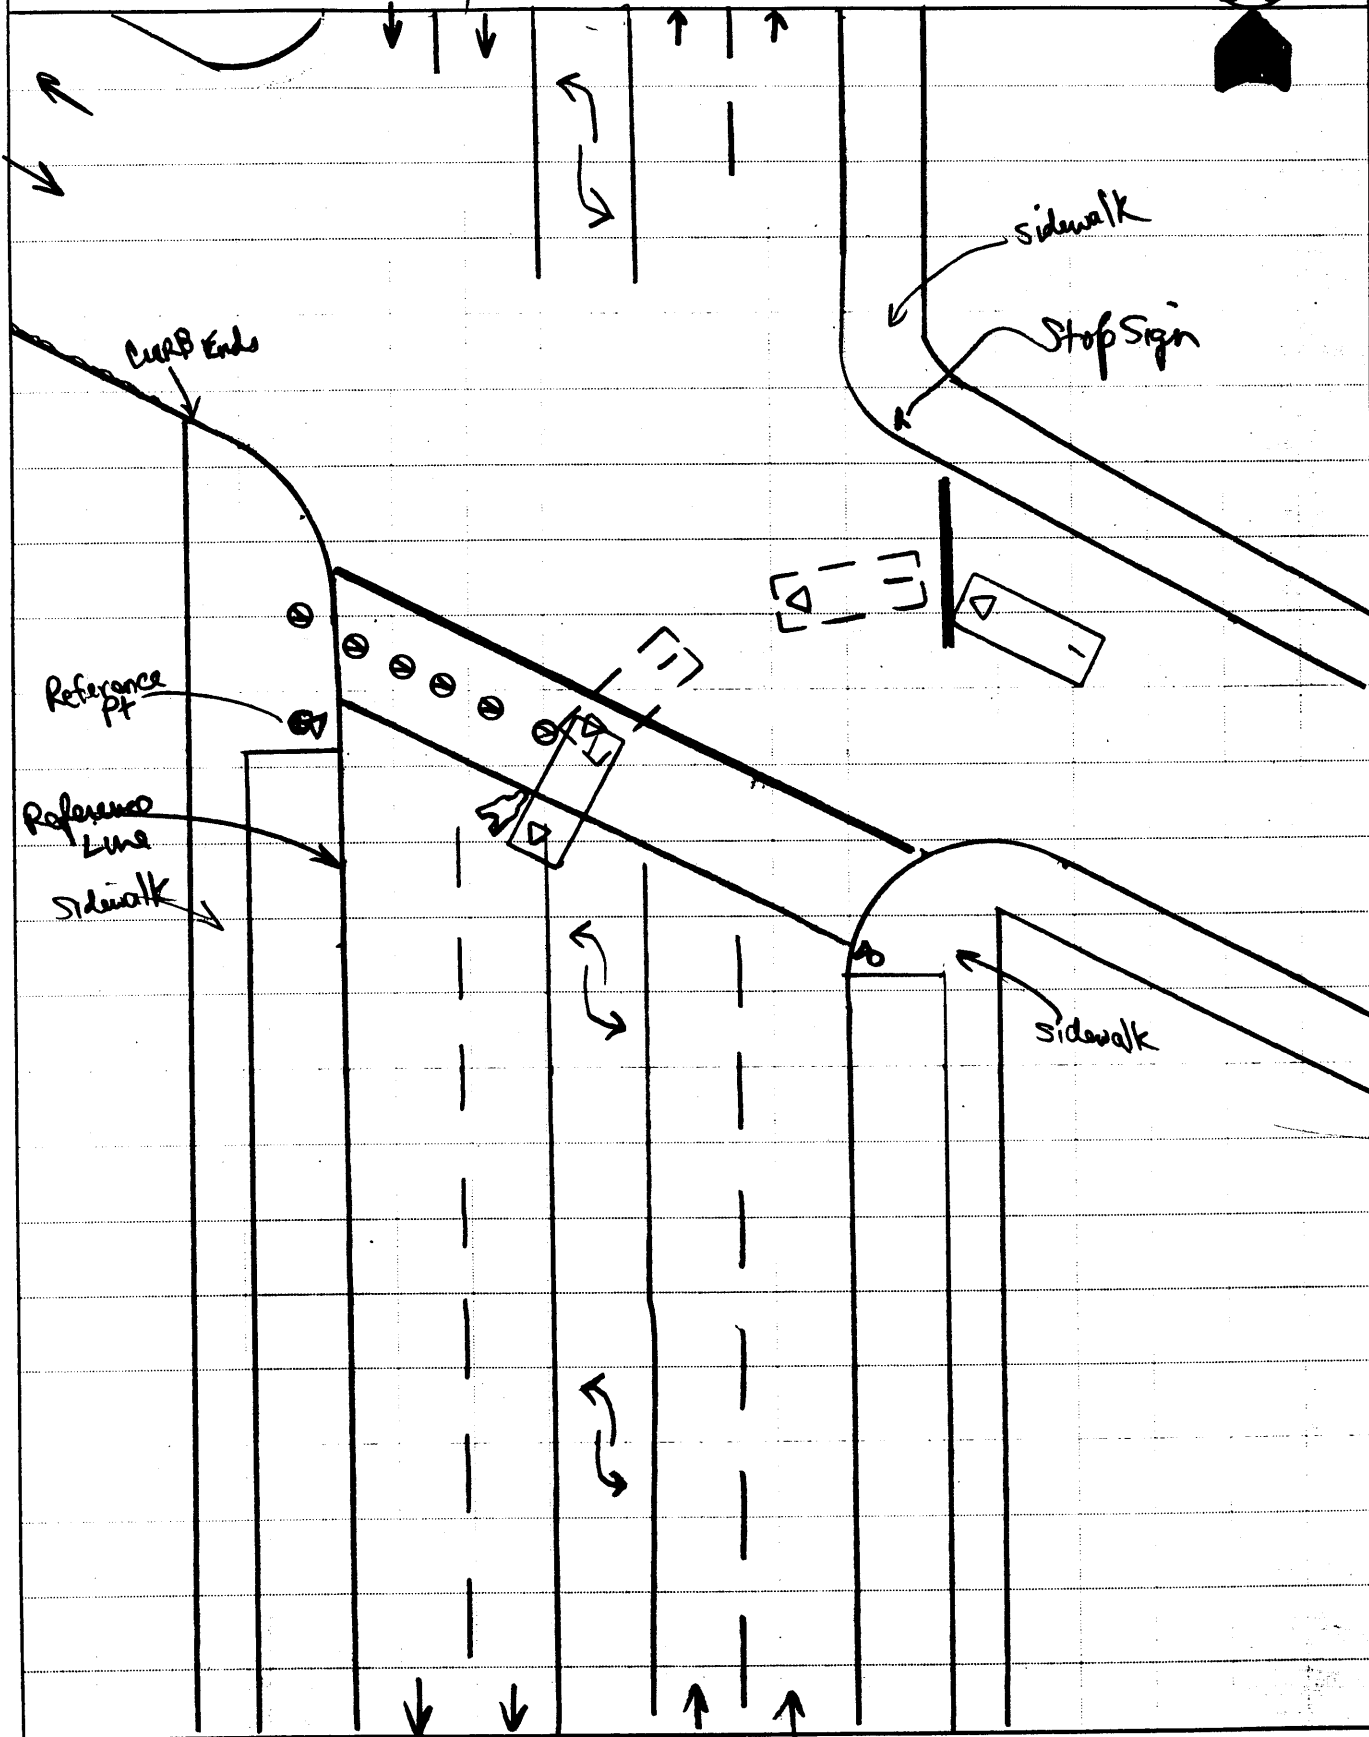 sidewalk
Stop Sign
CURB Ends
Reference
Pt
Reference
Line
Sidewalk
sidewalk